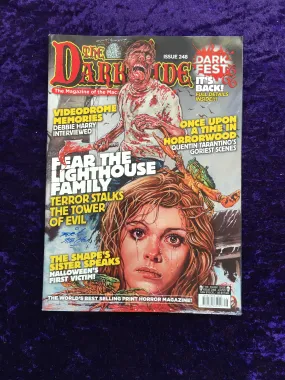 THE
DARKSIDE
ISSUE 248
The Magazine of the Mac
DARK
FEST
IT'S
BACK!
VIDEODROME
MEMORIES
DEBBIE HARRY
INTERVIEWED
ONCE UPON
A TIME IN
HORRORWOOD
QUENTIN TARANTINO'S
GORIEST SCENES
FEAR THE
LIGHTHOUSE
FAMILY
TERROR STALKS
THE TOWER
OF EVIL
THE SHAPE'S
SISTER SPEAKS
HALLOWEEN'S
FIRST VICTIM!
THE WORLD'S BEST SELLING PRINT HORROR MAGAZINE!